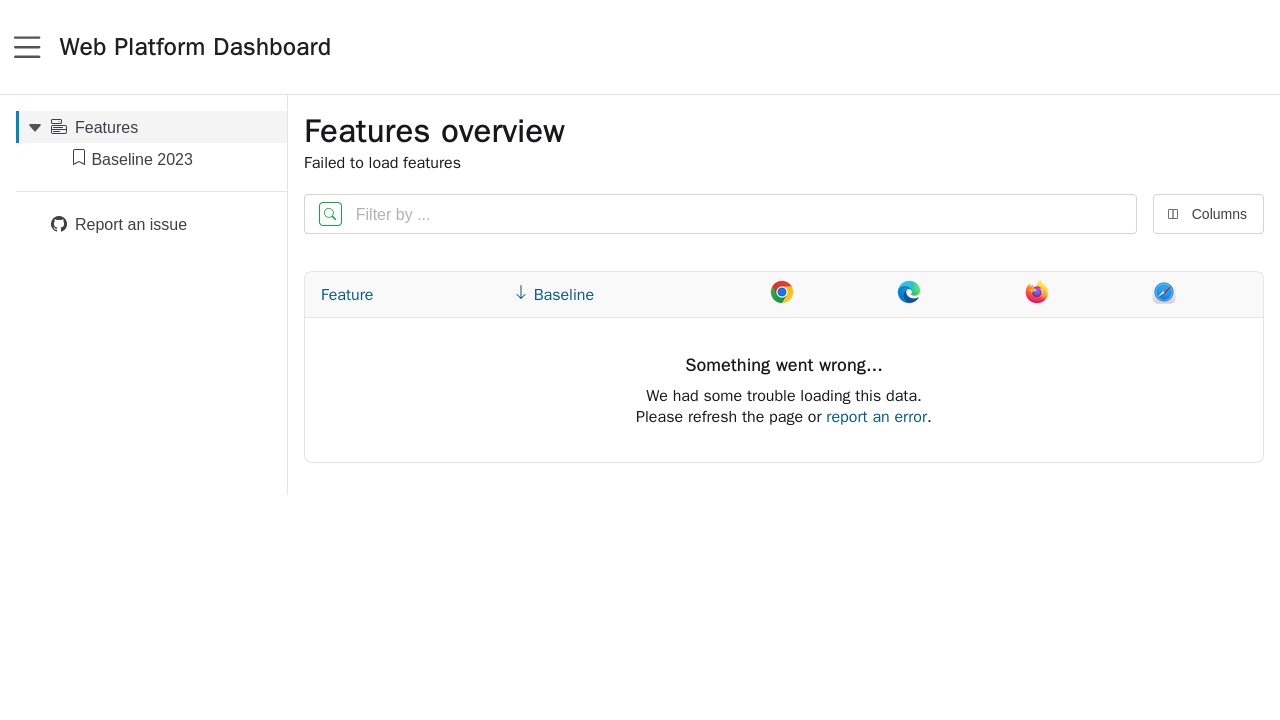 Web Platform Dashboard
Features
Baseline 2023
Report an issue
Features overview
Failed to load features
Filter by ...
Columns
Feature
Baseline
Something went wrong...
We had some trouble loading this data.
Please refresh the page or report an error.